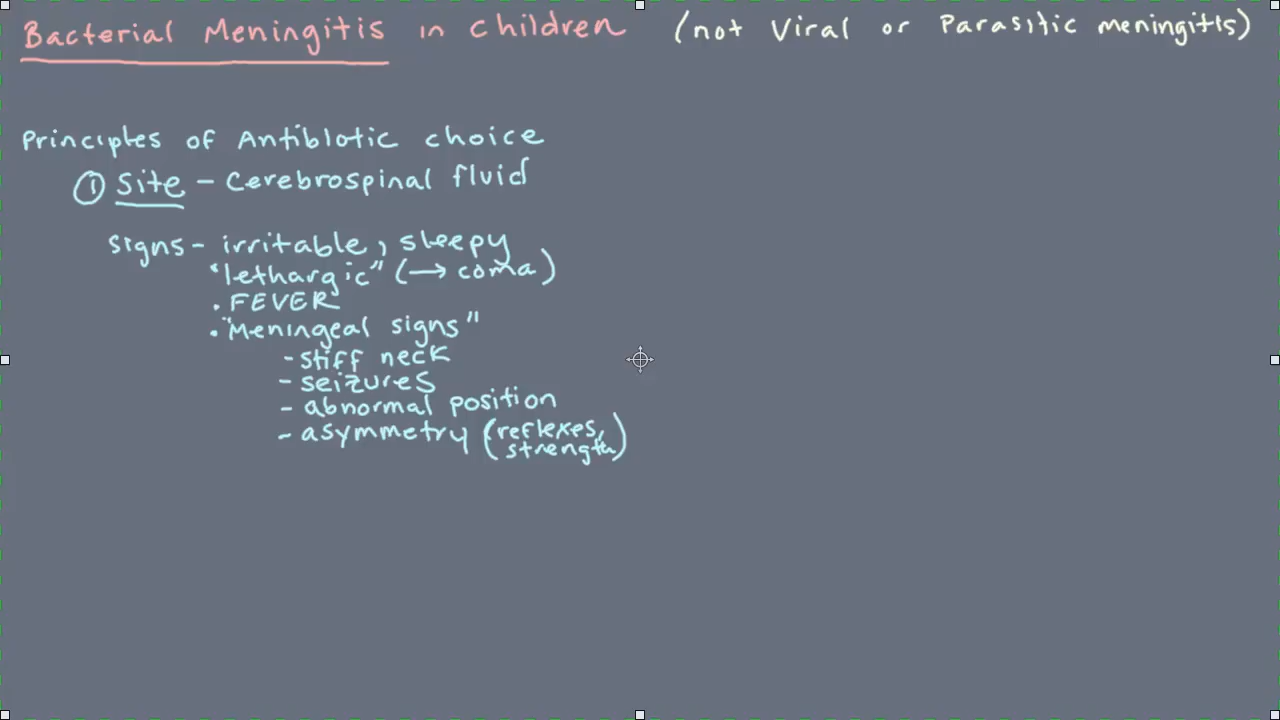 Bacterial Meningitis in children (not Viral or Parasitic meningitis)
Principles of Antibiotic choice
① Site - cerebrospinal fluid
signs - irritable, sleepy
"lethargic" (→ coma)
. FEVER
. "Meningeal signs"
- stiff neck
- seizures
- abnormal position
- asymmetry (reflexes,
strength)